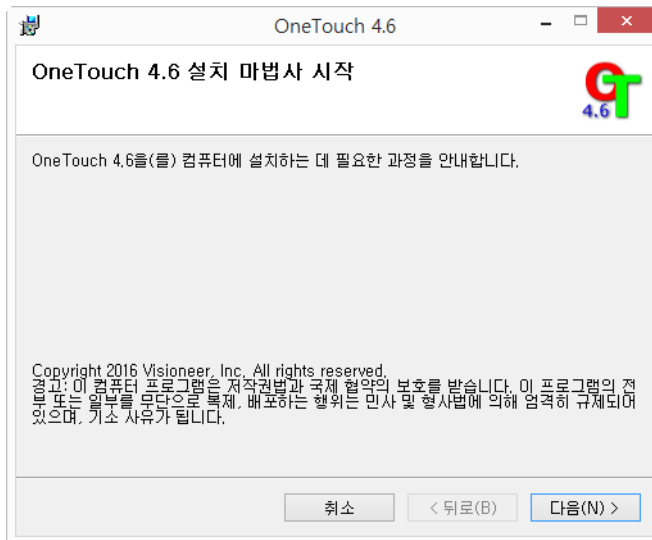 OneTouch 4.6
OneTouch 4.6 설치 마법사 시작
GT
4.6
OneTouch 4.6을(를) 컴퓨터에 설치하는 데 필요한 과정을 안내합니다.
Copyright 2016 Visioneer, Inc. All rights reserved.
경고: 이 컴퓨터 프로그램은 저작권법과 국제 협약의 보호를 받습니다. 이 프로그램의 전
부 또는 일부를 무단으로 복제, 배포하는 행위는 민사 및 형사법에 의해 엄격히 규제되어
있으며, 기소 사유가 됩니다.
취소
< 뒤로(B)
다음(N) >